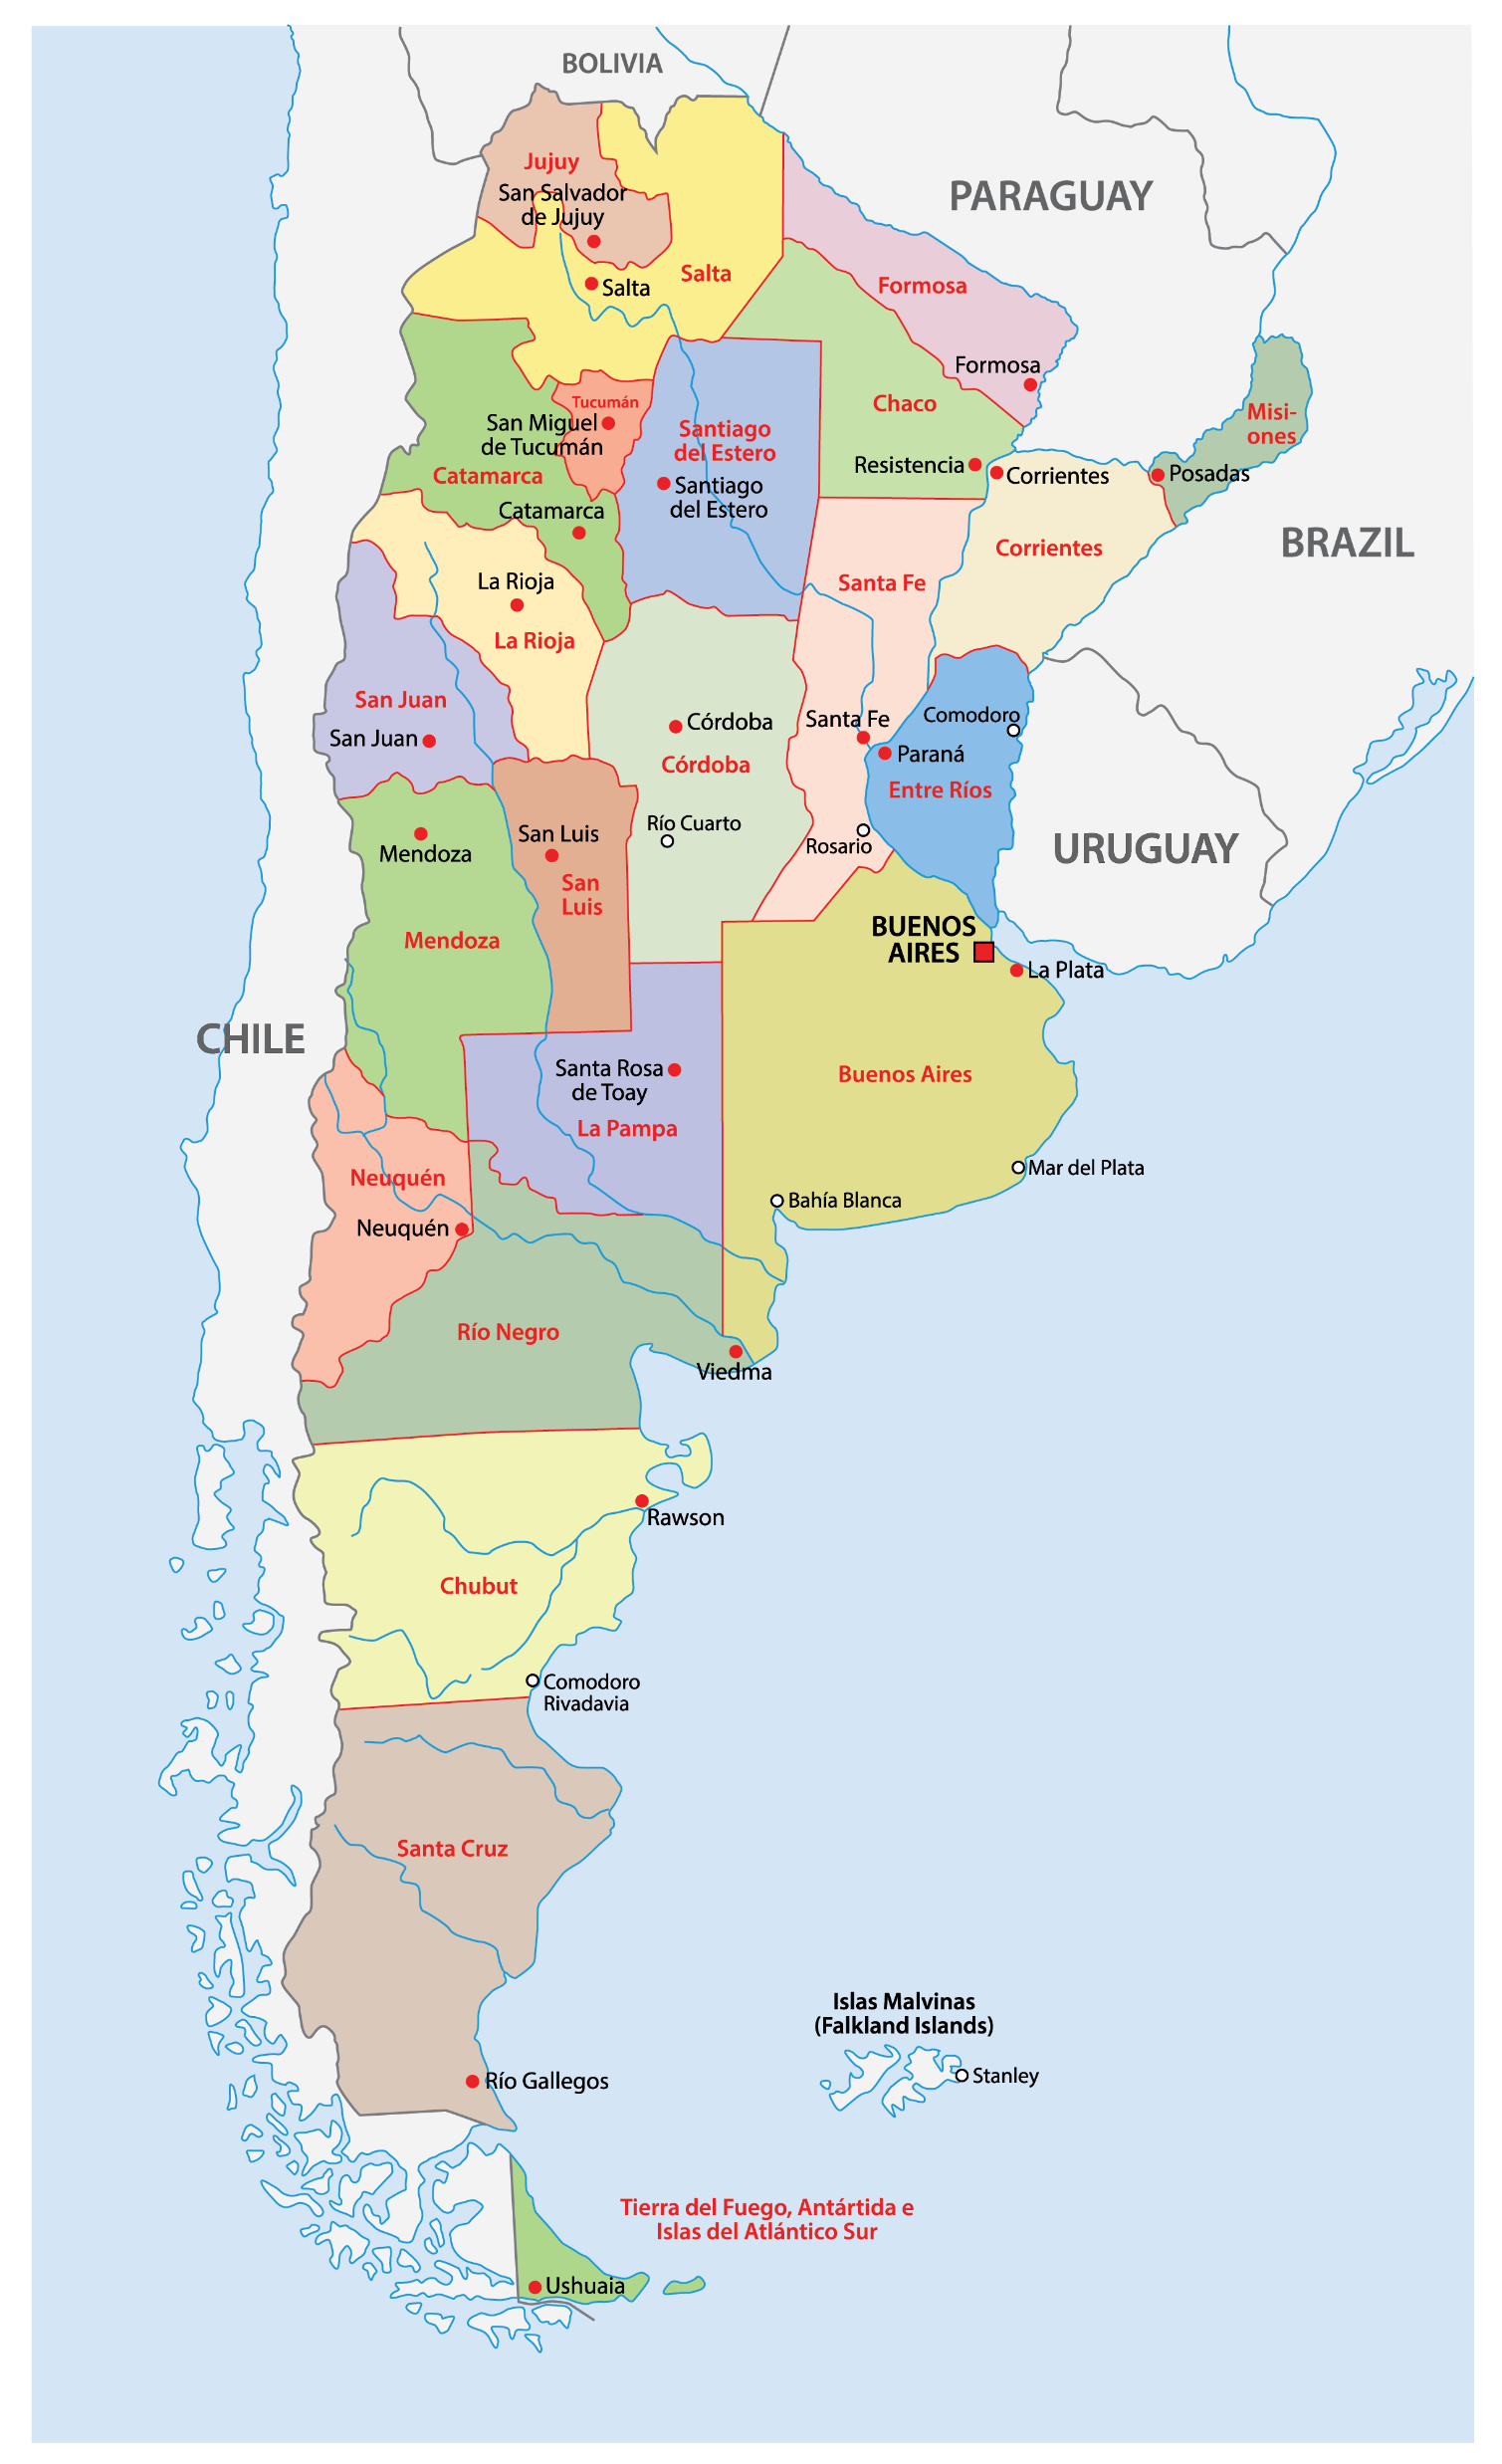 BOLIVIA
Jujuy
San Salvador
de Jujuy
PARAGUAY
Salta
Salta
Formosa
Formosa
Chaco
Tucumán
San Miguel
de Tucumán
Santiago
del Estero
Misi-
ones
Catamarca
Resistencia
Corrientes
Posadas
Santiago
del Estero
Catamarca
BRAZIL
Corrientes
La Rioja
Santa Fe
La Rioja
San Juan
San Juan
Córdoba
Santa Fe
Comodoro
Paraná
Córdoba
Entre Ríos
Río Cuarto
Mendoza
San Luis
Rosario
URUGUAY
San
Luis
Mendoza
BUENOS
AIRES
La Plata
CHILE
Santa Rosa
de Toay
Buenos Aires
La Pampa
Mar del Plata
Neuquén
Bahía Blanca
Neuquén
Río Negro
Viedma
Rawson
Chubut
Comodoro
Rivadavia
Santa Cruz
Islas Malvinas
(Falkland Islands)
Stanley
Río Gallegos
Tierra del Fuego, Antártida e
Islas del Atlántico Sur
Ushuaia